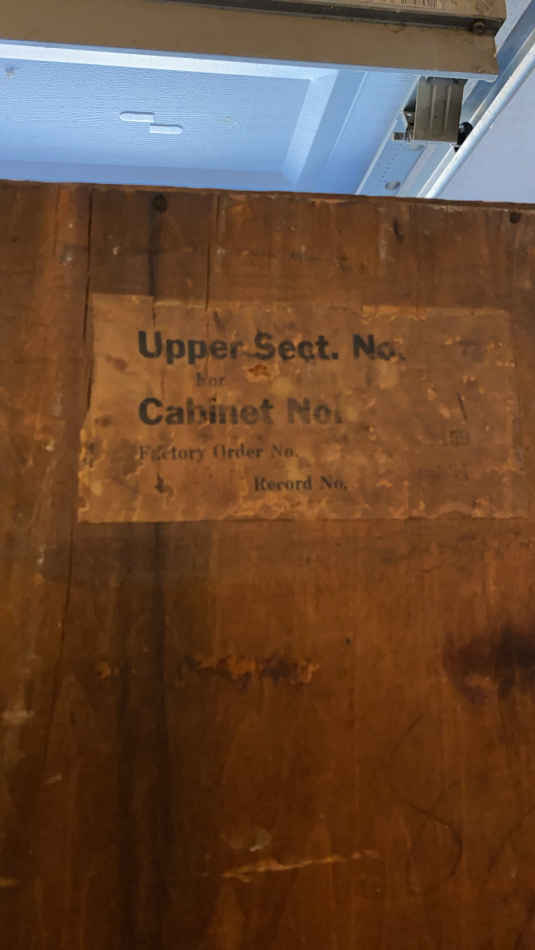 Upper Sect. No.
For
Cabinet No.
Factory Order No.
Record No.